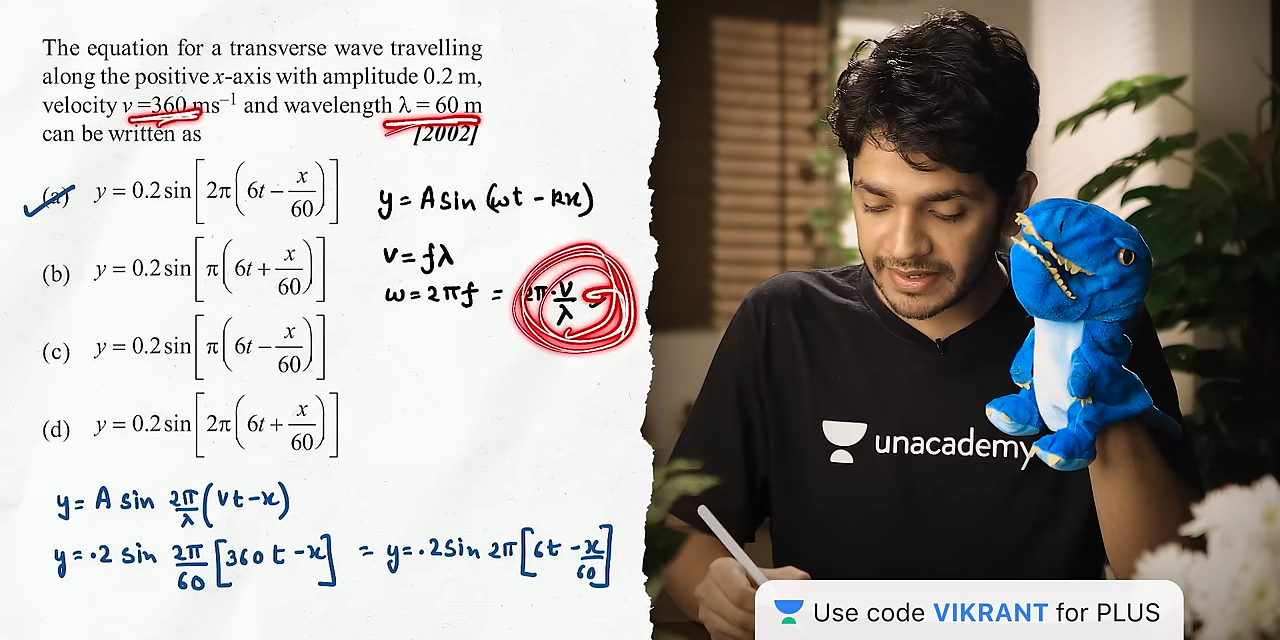 The equation for a transverse wave travelling
along the positive x-axis with amplitude 0.2 m,
velocity v =360 ms⁻¹ and wavelength λ = 60 m
can be written as [2002]
(a) y = 0.2 sin[2π(6t − x/60)]
(b) y = 0.2 sin[π(6t + x/60)]
(c) y = 0.2 sin[π(6t − x/60)]
(d) y = 0.2 sin[2π(6t + x/60)]
y = A sin (ωt − kx)
v = fλ
ω = 2πf = 2π·v/λ
y = A sin 2π/λ (vt − x)
y = .2 sin 2π/60 [360t − x] = y = .2 sin 2π [6t − x/60]
unacademy
Use code VIKRANT for PLUS